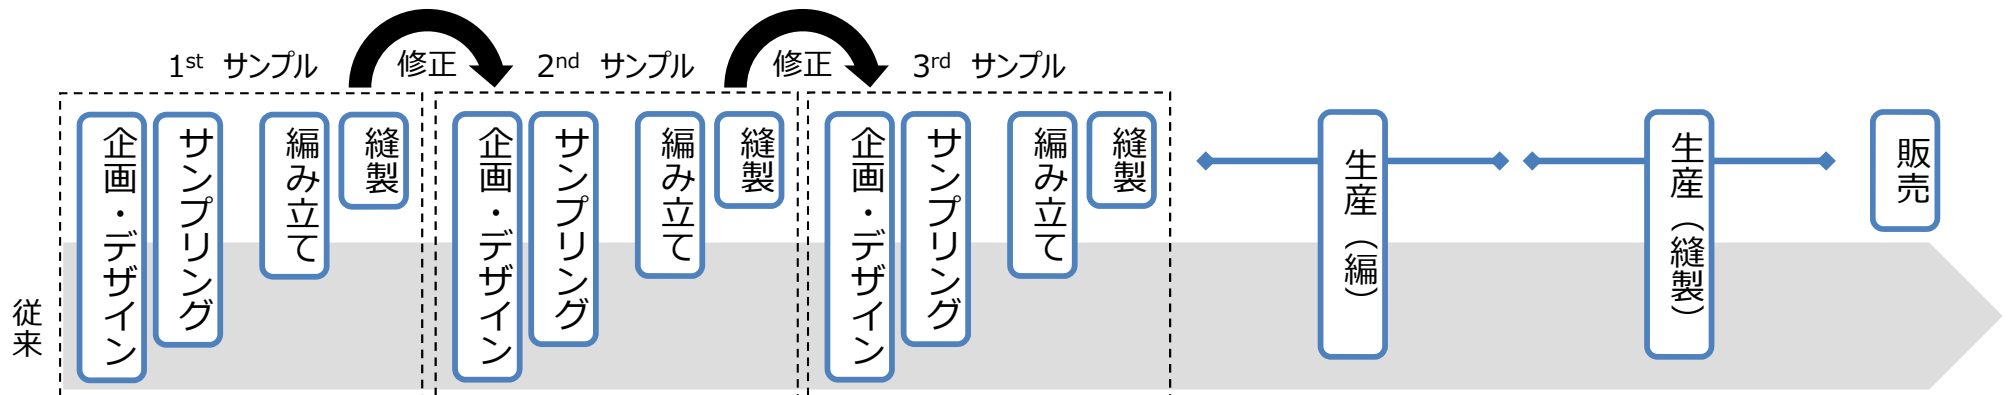 1st サンプル
修正
2nd サンプル
修正
3rd サンプル
企画・デザイン
サンプリング
編み立て
縫製
企画・デザイン
サンプリング
編み立て
縫製
企画・デザイン
サンプリング
編み立て
縫製
生産（編）
生産（縫製）
販売
従来